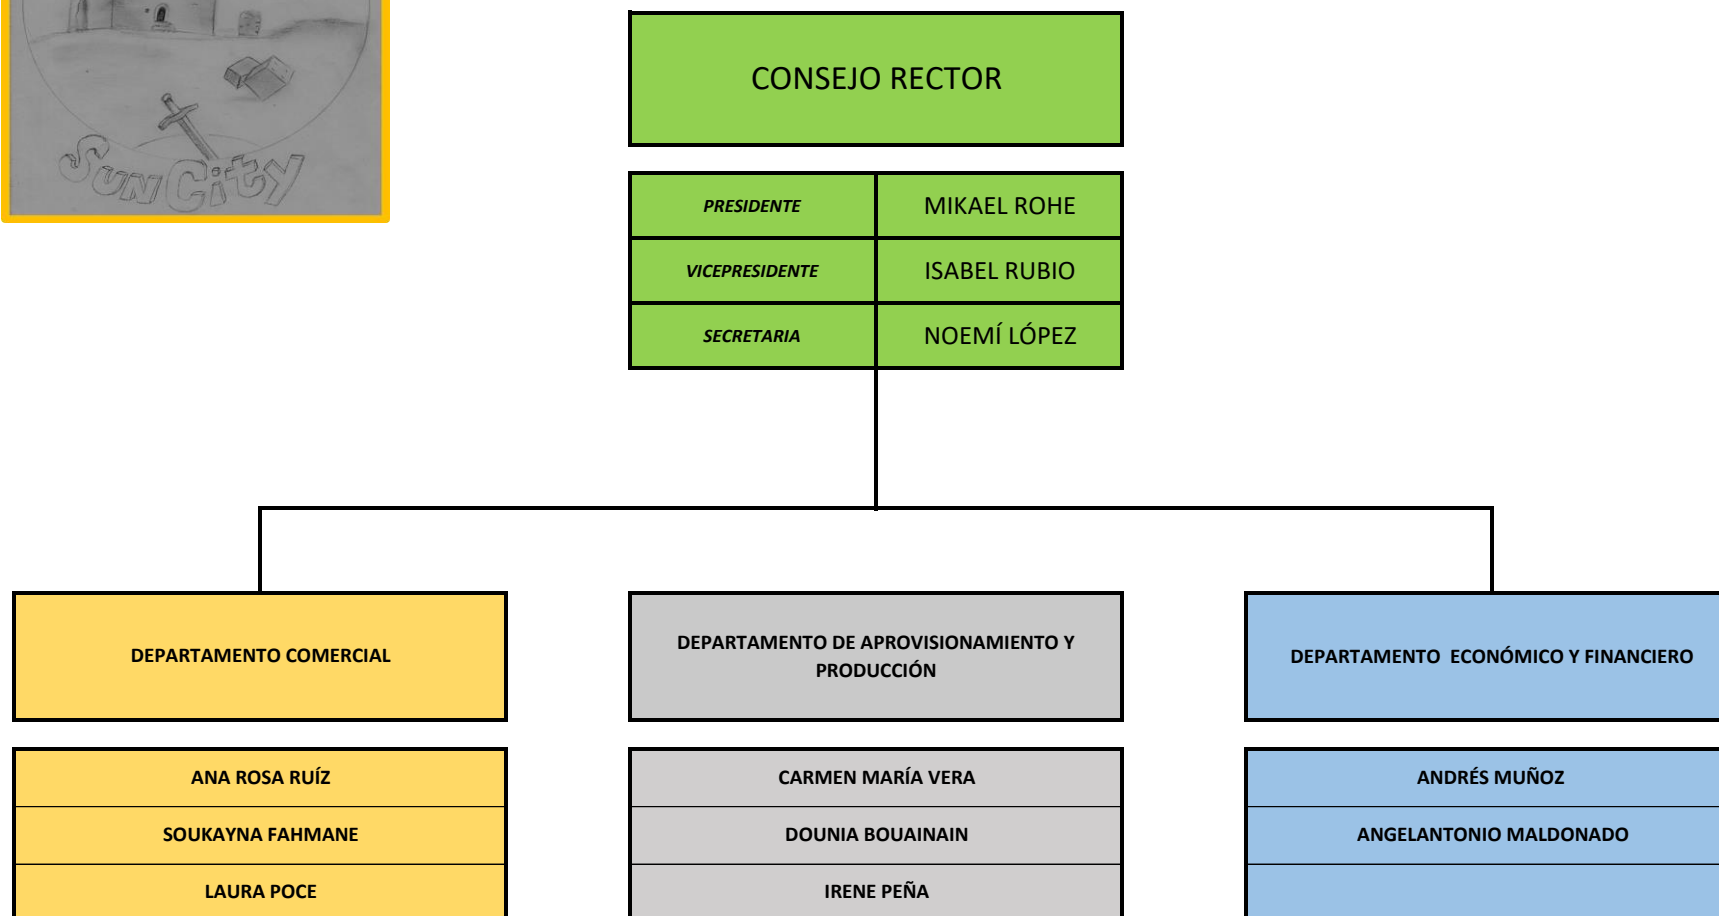 Sun City
CONSEJO RECTOR
PRESIDENTE MIKAEL ROHE
VICEPRESIDENTE ISABEL RUBIO
SECRETARIA NOEMÍ LÓPEZ
DEPARTAMENTO COMERCIAL
DEPARTAMENTO DE APROVISIONAMIENTO Y
PRODUCCIÓN
DEPARTAMENTO ECONÓMICO Y FINANCIERO
ANA ROSA RUÍZ
SOUKAYNA FAHMANE
LAURA POCE
CARMEN MARÍA VERA
DOUNIA BOUAINAIN
IRENE PEÑA
ANDRÉS MUÑOZ
ANGELANTONIO MALDONADO